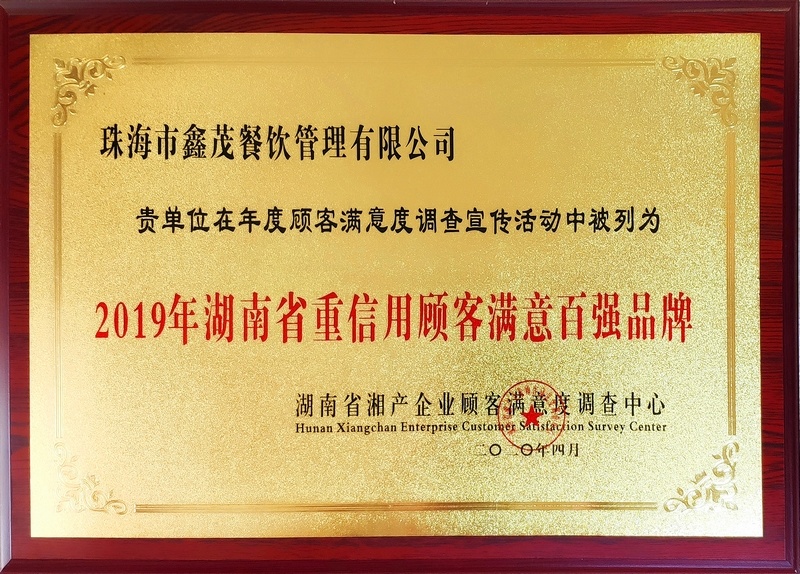 珠海市鑫茂餐饮管理有限公司
贵单位在年度顾客满意度调查宣传活动中被列为
2019年湖南省重信用顾客满意百强品牌
湖南省湘产企业顾客满意度调查中心
Hunan Xiangchan Enterprise Customer Satisfaction Survey Center
二〇二〇年四月